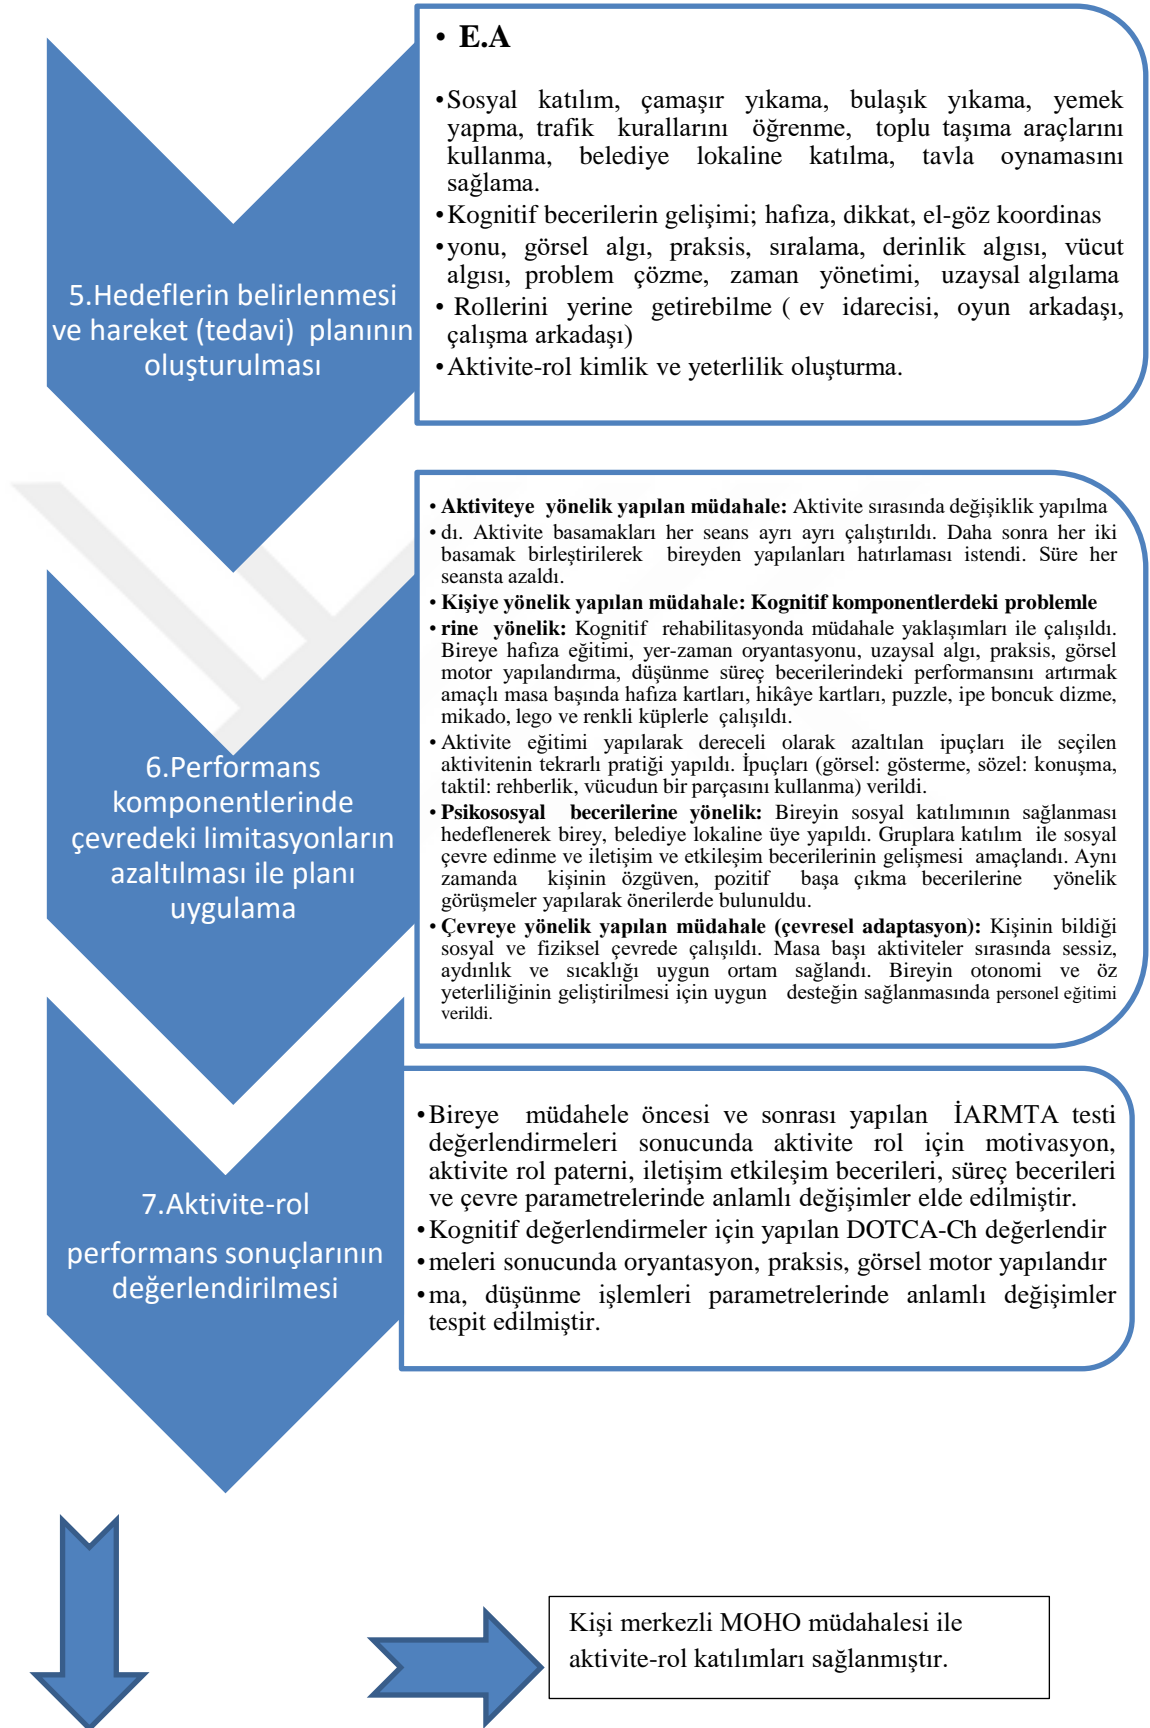 • E.A
•Sosyal katılım, çamaşır yıkama, bulaşık yıkama, yemek
yapma, trafik kurallarını öğrenme, toplu taşıma araçlarını
kullanma, belediye lokaline katılma, tavla oynamasını
sağlama.
•Kognitif becerilerin gelişimi; hafıza, dikkat, el-göz koordinas
•yonu, görsel algı, praksis, sıralama, derinlik algısı, vücut
algısı, problem çözme, zaman yönetimi, uzaysal algılama
• Rollerini yerine getirebilme ( ev idarecisi, oyun arkadaşı,
çalışma arkadaşı)
•Aktivite-rol kimlik ve yeterlilik oluşturma.
5.Hedeflerin belirlenmesi
ve hareket (tedavi) planının
oluşturulması
• Aktiviteye yönelik yapılan müdahale: Aktivite sırasında değişiklik yapılma
• dı. Aktivite basamakları her seans ayrı ayrı çalıştırıldı. Daha sonra her iki
basamak birleştirilerek bireyden yapılanları hatırlaması istendi. Süre her
seansta azaldı.
• Kişiye yönelik yapılan müdahale: Kognitif komponentlerdeki problemle
• rine yönelik: Kognitif rehabilitasyonda müdahale yaklaşımları ile çalışıldı.
Bireye hafıza eğitimi, yer-zaman oryantasyonu, uzaysal algı, praksis, görsel
motor yapılandırma, düşünme süreç becerilerindeki performansını artırmak
amaçlı masa başında hafıza kartları, hikâye kartları, puzzle, ipe boncuk dizme,
mikado, lego ve renkli küplerle çalışıldı.
• Aktivite eğitimi yapılarak dereceli olarak azaltılan ipuçları ile seçilen
aktivitenin tekrarlı pratiği yapıldı. İpuçları (görsel: gösterme, sözel: konuşma,
taktil: rehberlik, vücudun bir parçasını kullanma) verildi.
• Psikososyal becerilerine yönelik: Bireyin sosyal katılımının sağlanması
hedeflenerek birey, belediye lokaline üye yapıldı. Gruplara katılım ile sosyal
çevre edinme ve iletişim ve etkileşim becerilerinin gelişmesi amaçlandı. Aynı
zamanda kişinin özgüven, pozitif başa çıkma becerilerine yönelik
görüşmeler yapılarak önerilerde bulunuldu.
• Çevreye yönelik yapılan müdahale (çevresel adaptasyon): Kişinin bildiği
sosyal ve fiziksel çevrede çalışıldı. Masa başı aktiviteler sırasında sessiz,
aydınlık ve sıcaklığı uygun ortam sağlandı. Bireyin otonomi ve öz
yeterliliğinin geliştirilmesi için uygun desteğin sağlanmasında personel eğitimi
verildi.
6.Performans
komponentlerinde
çevredeki limitasyonların
azaltılması ile planı
uygulama
•Bireye müdahele öncesi ve sonrası yapılan İARMTA testi
değerlendirmeleri sonucunda aktivite rol için motivasyon,
aktivite rol paterni, iletişim etkileşim becerileri, süreç becerileri
ve çevre parametrelerinde anlamlı değişimler elde edilmiştir.
•Kognitif değerlendirmeler için yapılan DOTCA-Ch değerlendir
•meleri sonucunda oryantasyon, praksis, görsel motor yapılandır
•ma, düşünme işlemleri parametrelerinde anlamlı değişimler
tespit edilmiştir.
7.Aktivite-rol
performans sonuçlarının
değerlendirilmesi
Kişi merkezli MOHO müdahalesi ile
aktivite-rol katılımları sağlanmıştır.